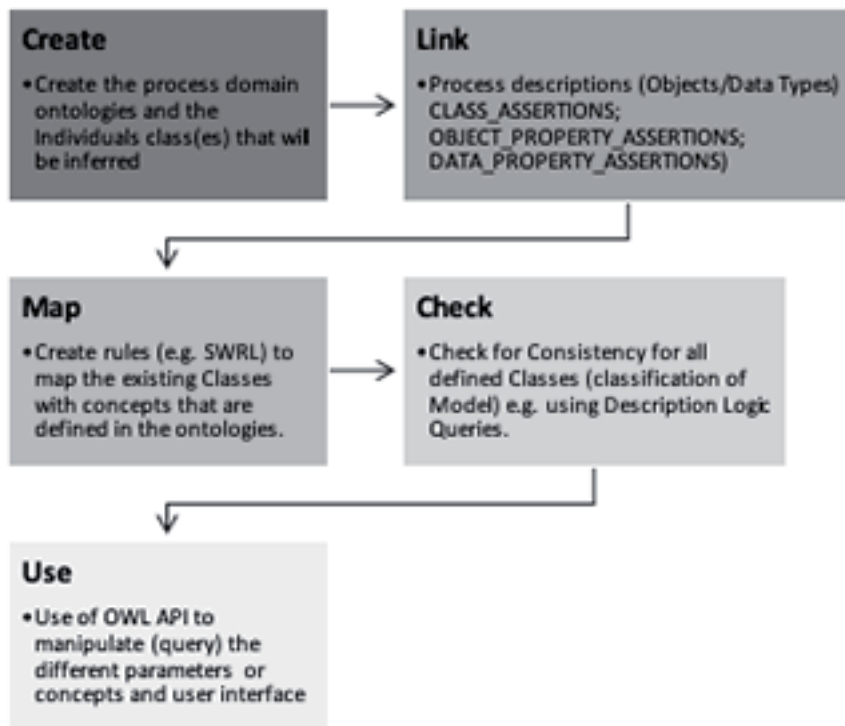 Create
•Create the process domain
ontologies and the
Individuals class(es) that will
be inferred
Link
•Process descriptions (Objects/Data Types)
CLASS_ASSERTIONS;
OBJECT_PROPERTY_ASSERTIONS;
DATA_PROPERTY_ASSERTIONS)
Map
•Create rules (e.g. SWRL) to
map the existing Classes
with concepts that are
defined in the ontologies.
Check
•Check for Consistency for all
defined Classes (classification of
Model) e.g. using Description Logic
Queries.
Use
•Use of OWL API to
manipulate (query) the
different parameters or
concepts and user interface